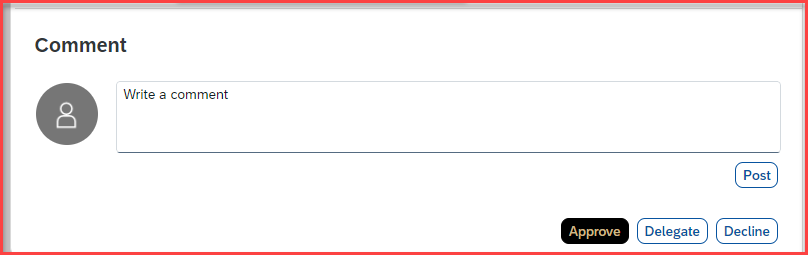 Comment
Write a comment
Post
Approve Delegate Decline